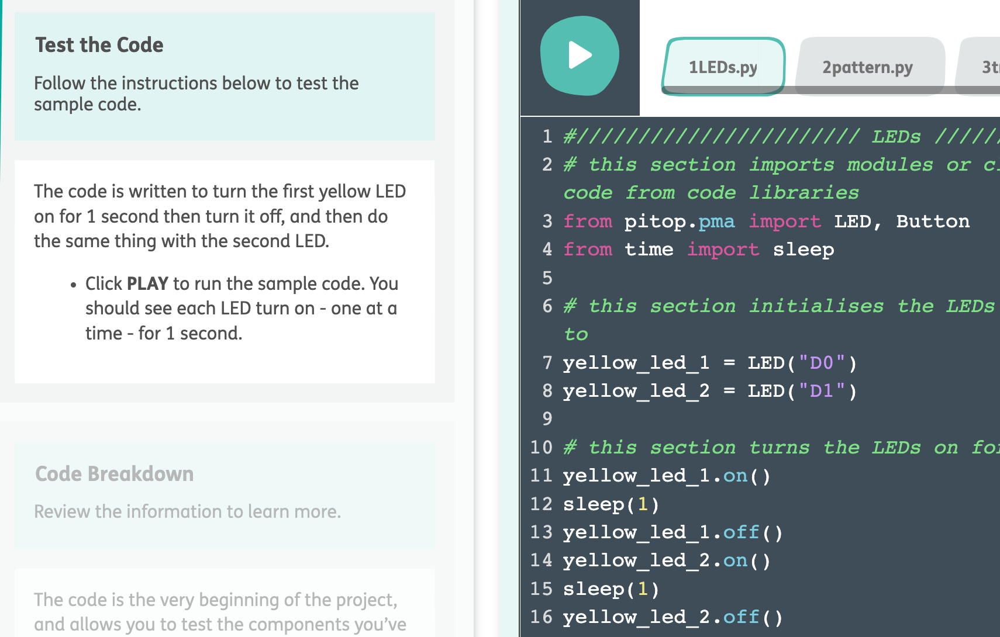 Test the Code
Follow the instructions below to test the
sample code.
The code is written to turn the first yellow LED
on for 1 second then turn it off, and then do
the same thing with the second LED.
• Click PLAY to run the sample code. You
should see each LED turn on - one at a
time - for 1 second.
Code Breakdown
Review the information to learn more.
The code is the very beginning of the project,
and allows you to test the components you’ve
1LEDs.py
2pattern.py
1 #/////////////////////// LEDs //////
2 # this section imports modules or
code from code libraries
3 from pitop.pma import LED, Button
4 from time import sleep
5
6 # this section initialises the LEDs
to
7 yellow_led_1 = LED("D0")
8 yellow_led_2 = LED("D1")
9
10 # this section turns the LEDs on
11 yellow_led_1.on()
12 sleep(1)
13 yellow_led_1.off()
14 yellow_led_2.on()
15 sleep(1)
16 yellow_led_2.off()